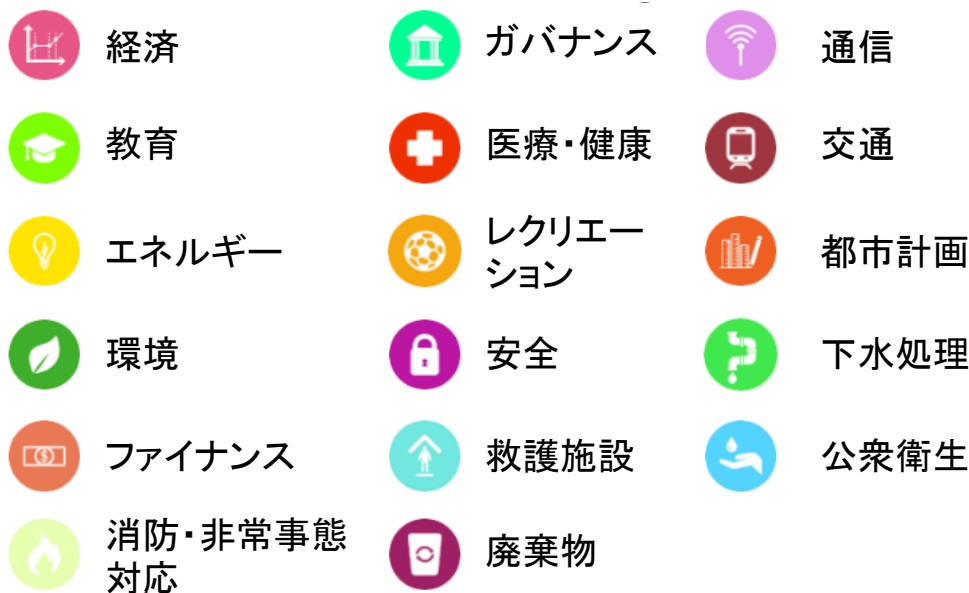 経済
ガバナンス
通信
教育
医療・健康
交通
エネルギー
レクリエー
ション
都市計画
環境
安全
下水処理
ファイナンス
救護施設
公衆衛生
消防・非常事態
対応
廃棄物